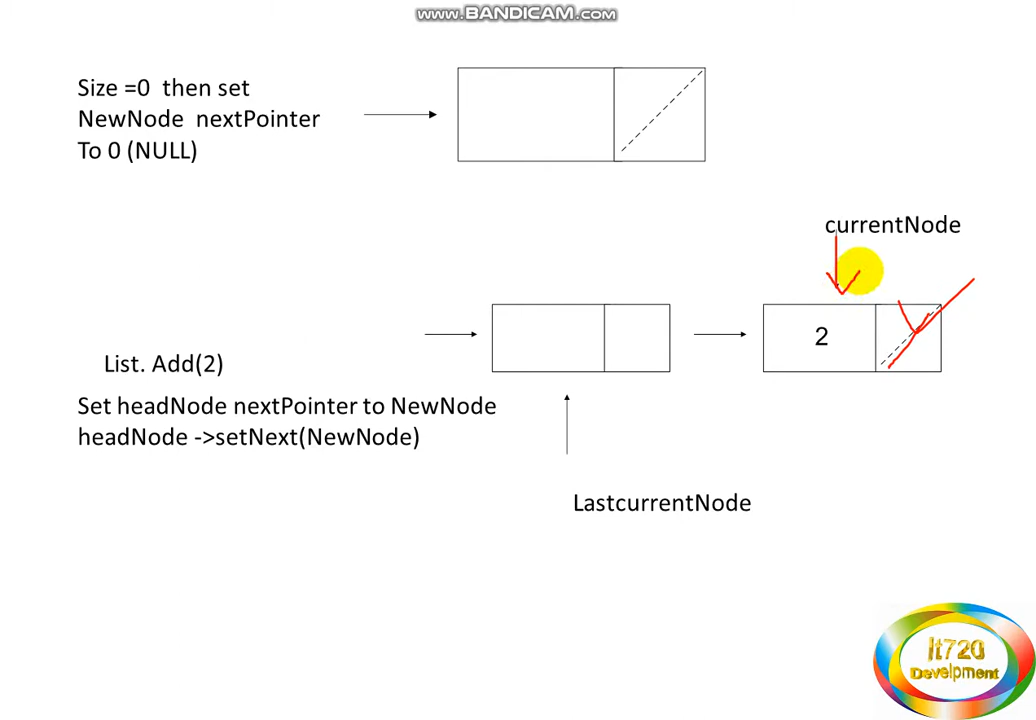 www.BANDICAM.com
Size =0 then set
NewNode nextPointer
To 0 (NULL)
currentNode
2
List. Add(2)
Set headNode nextPointer to NewNode
headNode ->setNext(NewNode)
LastcurrentNode
It720
Develpment